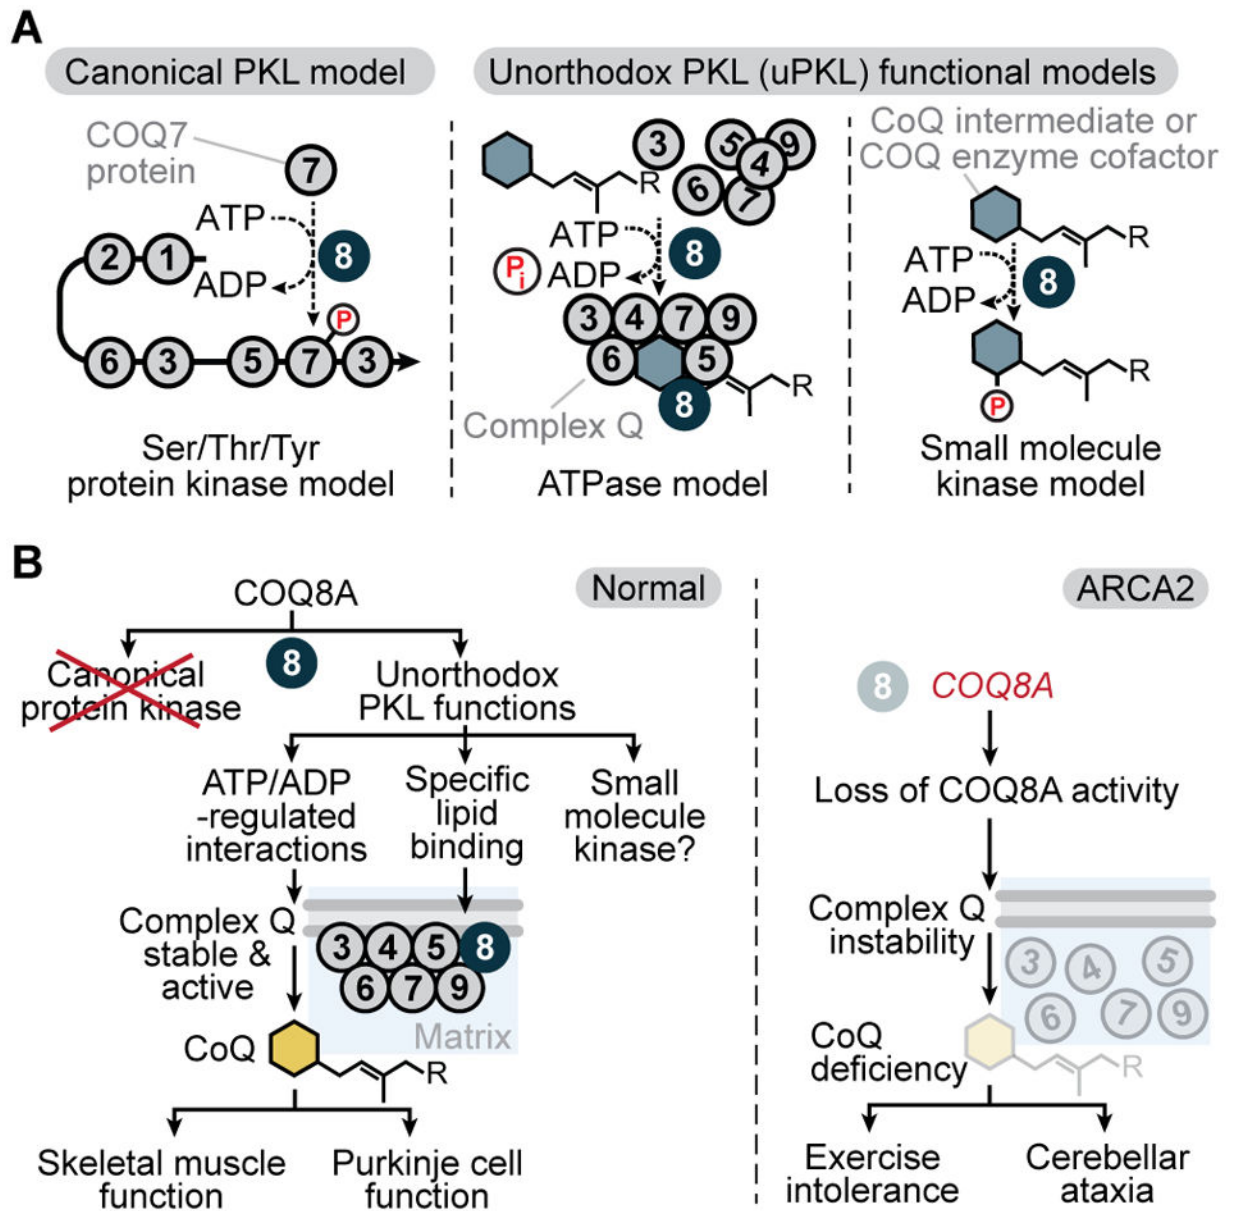 A
Canonical PKL model
COQ7
protein
7
ATP
ADP
8
2 1
P
6 3 5 7 3
Ser/Thr/Tyr
protein kinase model
Unorthodox PKL (uPKL) functional models
R
3 5 4 9
6 7
ATP
Pi ADP
8
3 4 7 9
6 5
8
R
Complex Q
ATPase model
CoQ intermediate or
COQ enzyme cofactor
R
ATP
ADP
8
R
P
Small molecule
kinase model
B
Normal
COQ8A
8
Canonical
protein kinase
Unorthodox
PKL functions
ATP/ADP
-regulated
interactions
Specific
lipid
binding
Small
molecule
kinase?
Complex Q
stable &
active
3 4 5 8
6 7 9
Matrix
CoQ
R
Skeletal muscle
function
Purkinje cell
function
ARCA2
8 COQ8A
Loss of COQ8A activity
Complex Q
instability
3 4 5
6 7 9
CoQ
deficiency
R
Exercise
intolerance
Cerebellar
ataxia